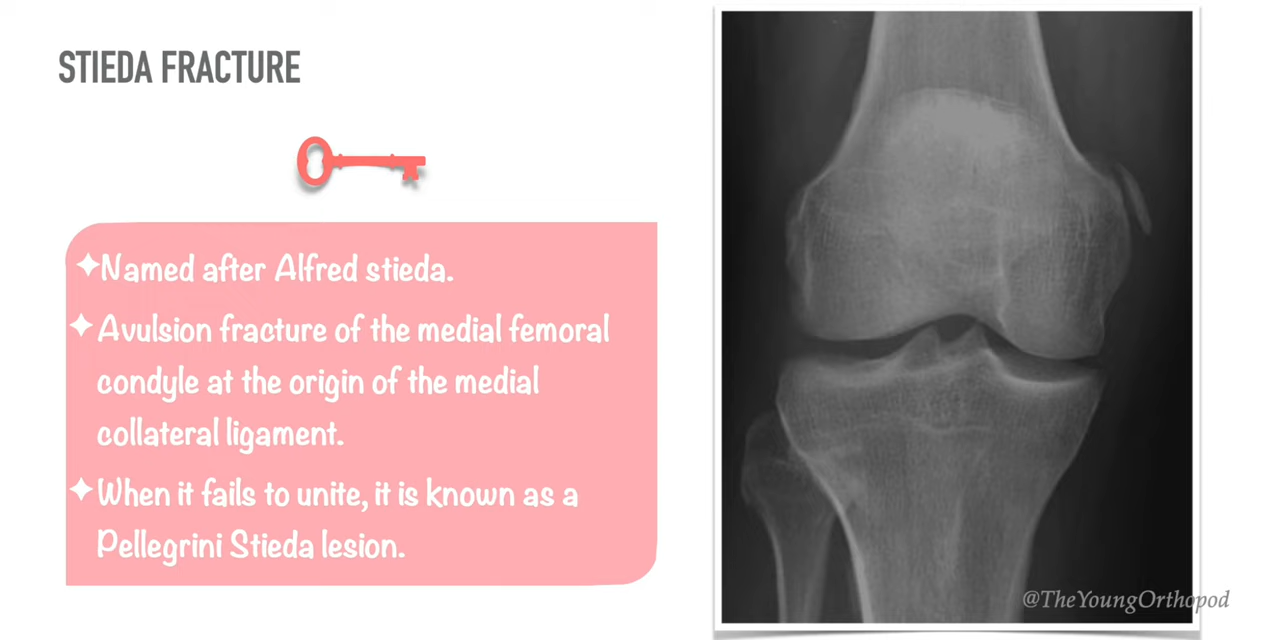 STIEDA FRACTURE
✦Named after Alfred stieda.
✦Avulsion fracture of the medial femoral
condyle at the origin of the medial
collateral ligament.
✦When it fails to unite, it is known as a
Pellegrini Stieda lesion.
@TheYoungOrthopod